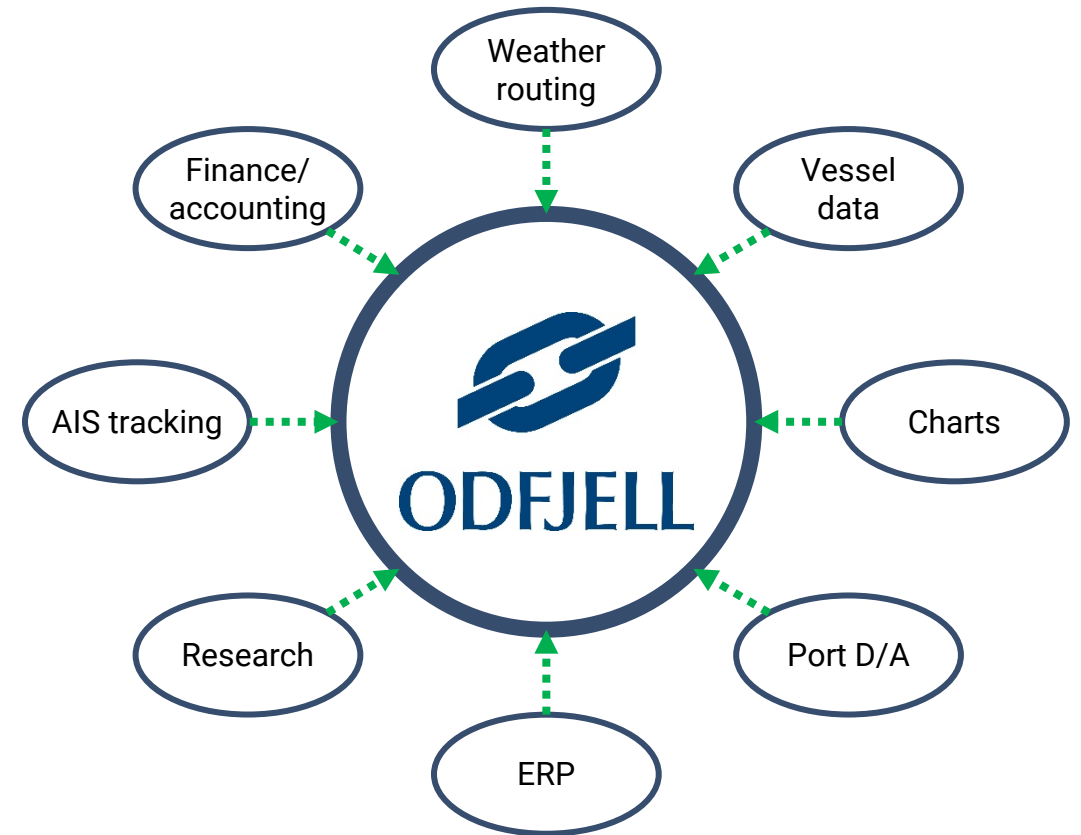 Weather
routing
Finance/
accounting
Vessel
data
AIS tracking
ODFJELL
Charts
Research
Port D/A
ERP